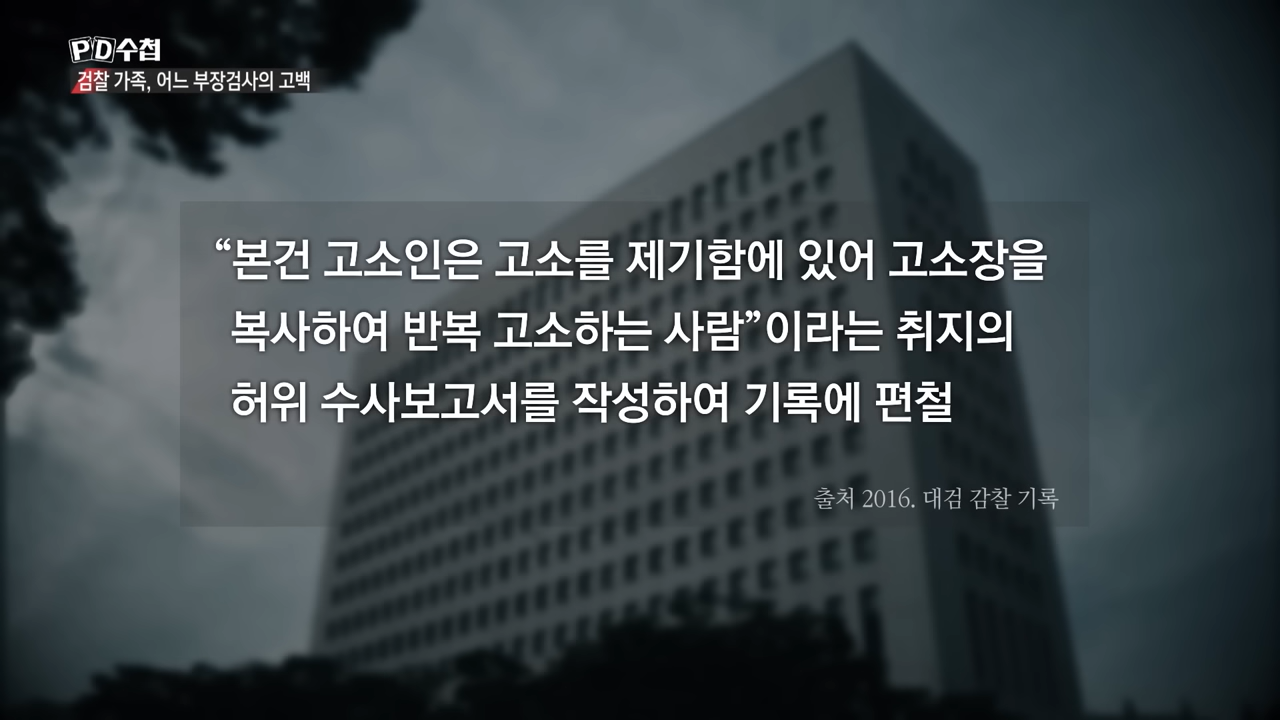 PD수첩
검찰 가족, 어느 부장검사의 고백
“본건 고소인은 고소를 제기함에 있어 고소장을
복사하여 반복 고소하는 사람”이라는 취지의
허위 수사보고서를 작성하여 기록에 편철
출처 2016. 대검 감찰 기록